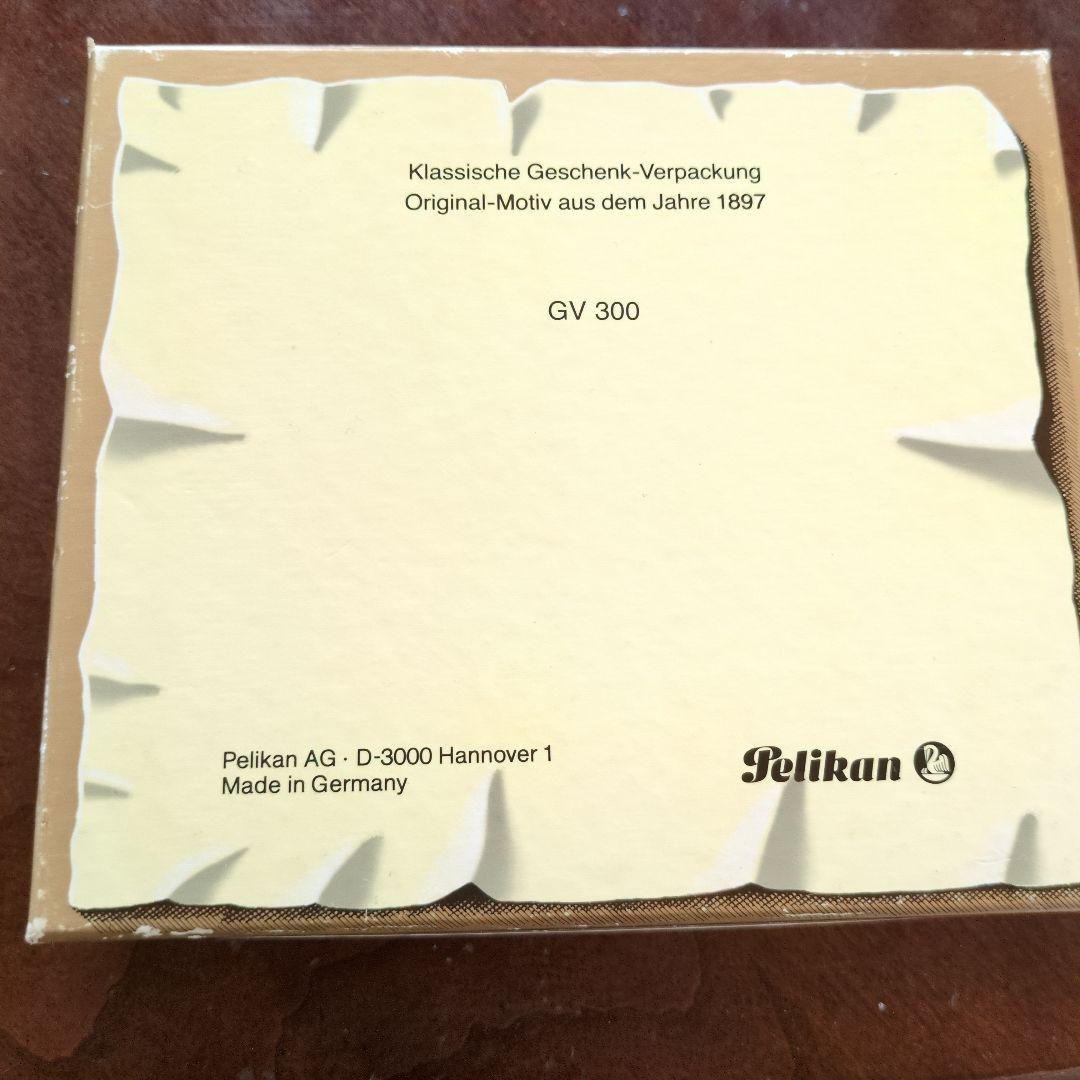 Klassische Geschenk-Verpackung
Original-Motiv aus dem Jahre 1897
GV 300
Pelikan AG · D-3000 Hannover 1
Made in Germany
Pelikan